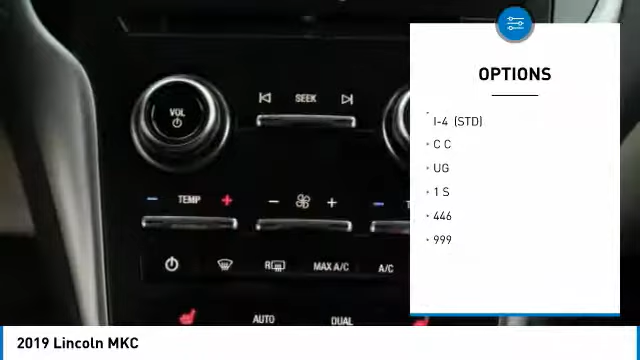 VOL
SEEK
TEMP
R
MAX A/C
A/C
AUTO
DUAL
OPTIONS
I-4 (STD)
C C
UG
1 S
446
999
2019 Lincoln MKC